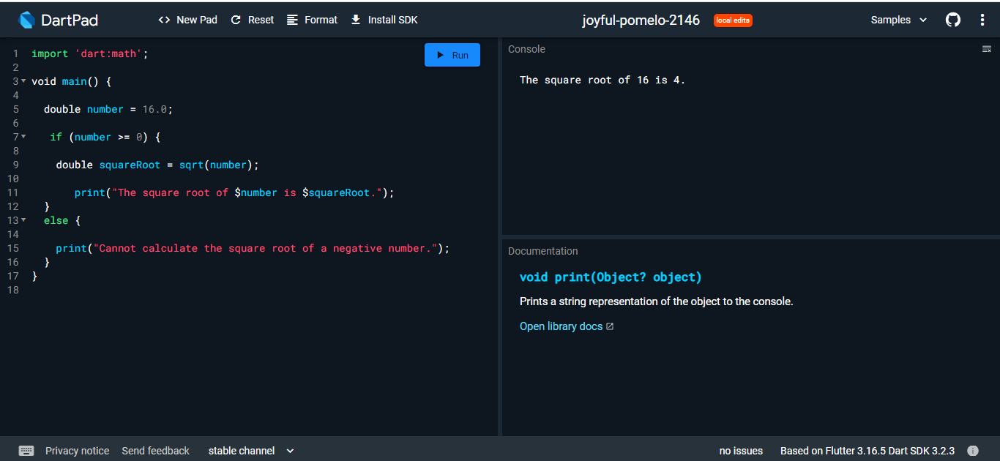 DartPad
New Pad
Reset
Format
Install SDK
joyful-pomelo-2146
local edits
Samples
1 import 'dart:math';
2
3 void main() {
4
5 double number = 16.0;
6
7 if (number >= 0) {
8
9 double squareRoot = sqrt(number);
10
11 print("The square root of $number is $squareRoot.");
12 }
13 else {
14
15 print("Cannot calculate the square root of a negative number.");
16 }
17 }
18
Run
Console
The square root of 16 is 4.
Documentation
void print(Object? object)
Prints a string representation of the object to the console.
Open library docs
Privacy notice
Send feedback
stable channel
no issues
Based on Flutter 3.16.5 Dart SDK 3.2.3